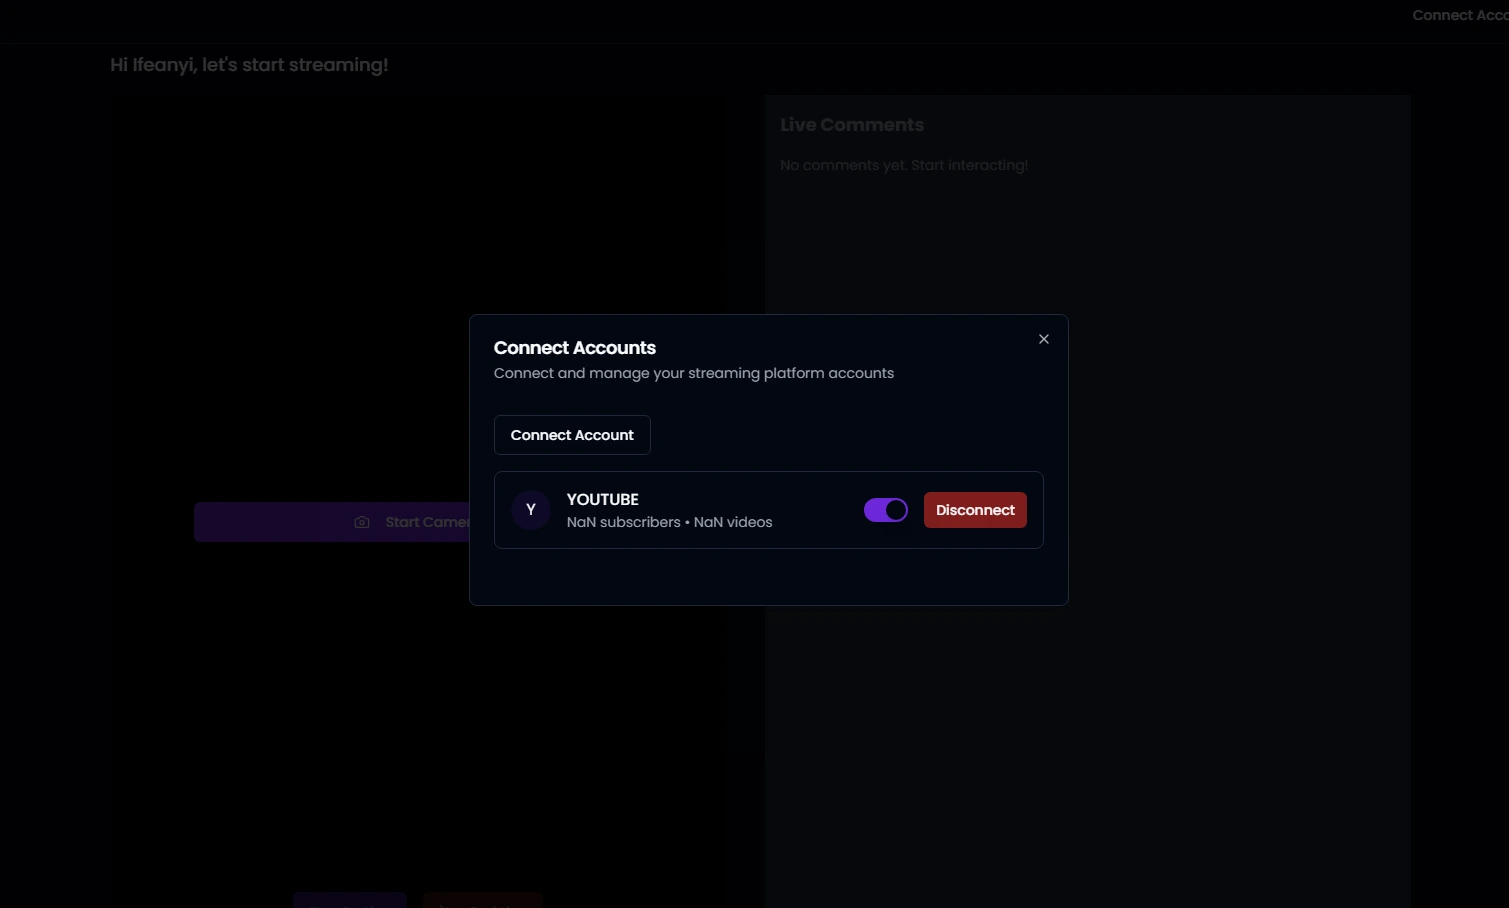 Connect Acco
Hi Ifeanyi, let's start streaming!
Live Comments
No comments yet. Start interacting!
Connect Accounts
Connect and manage your streaming platform accounts
Connect Account
Y
YOUTUBE
NaN subscribers • NaN videos
Disconnect
Start Camer